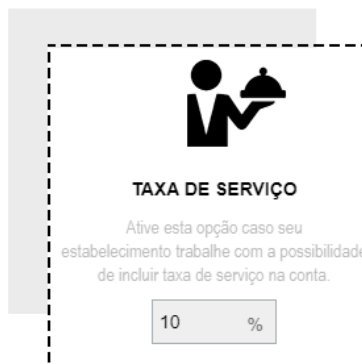 TAXA DE SERVIÇO
Ative esta opção caso seu
estabelecimento trabalhe com a possibilidade
de incluir taxa de serviço na conta.
10 %